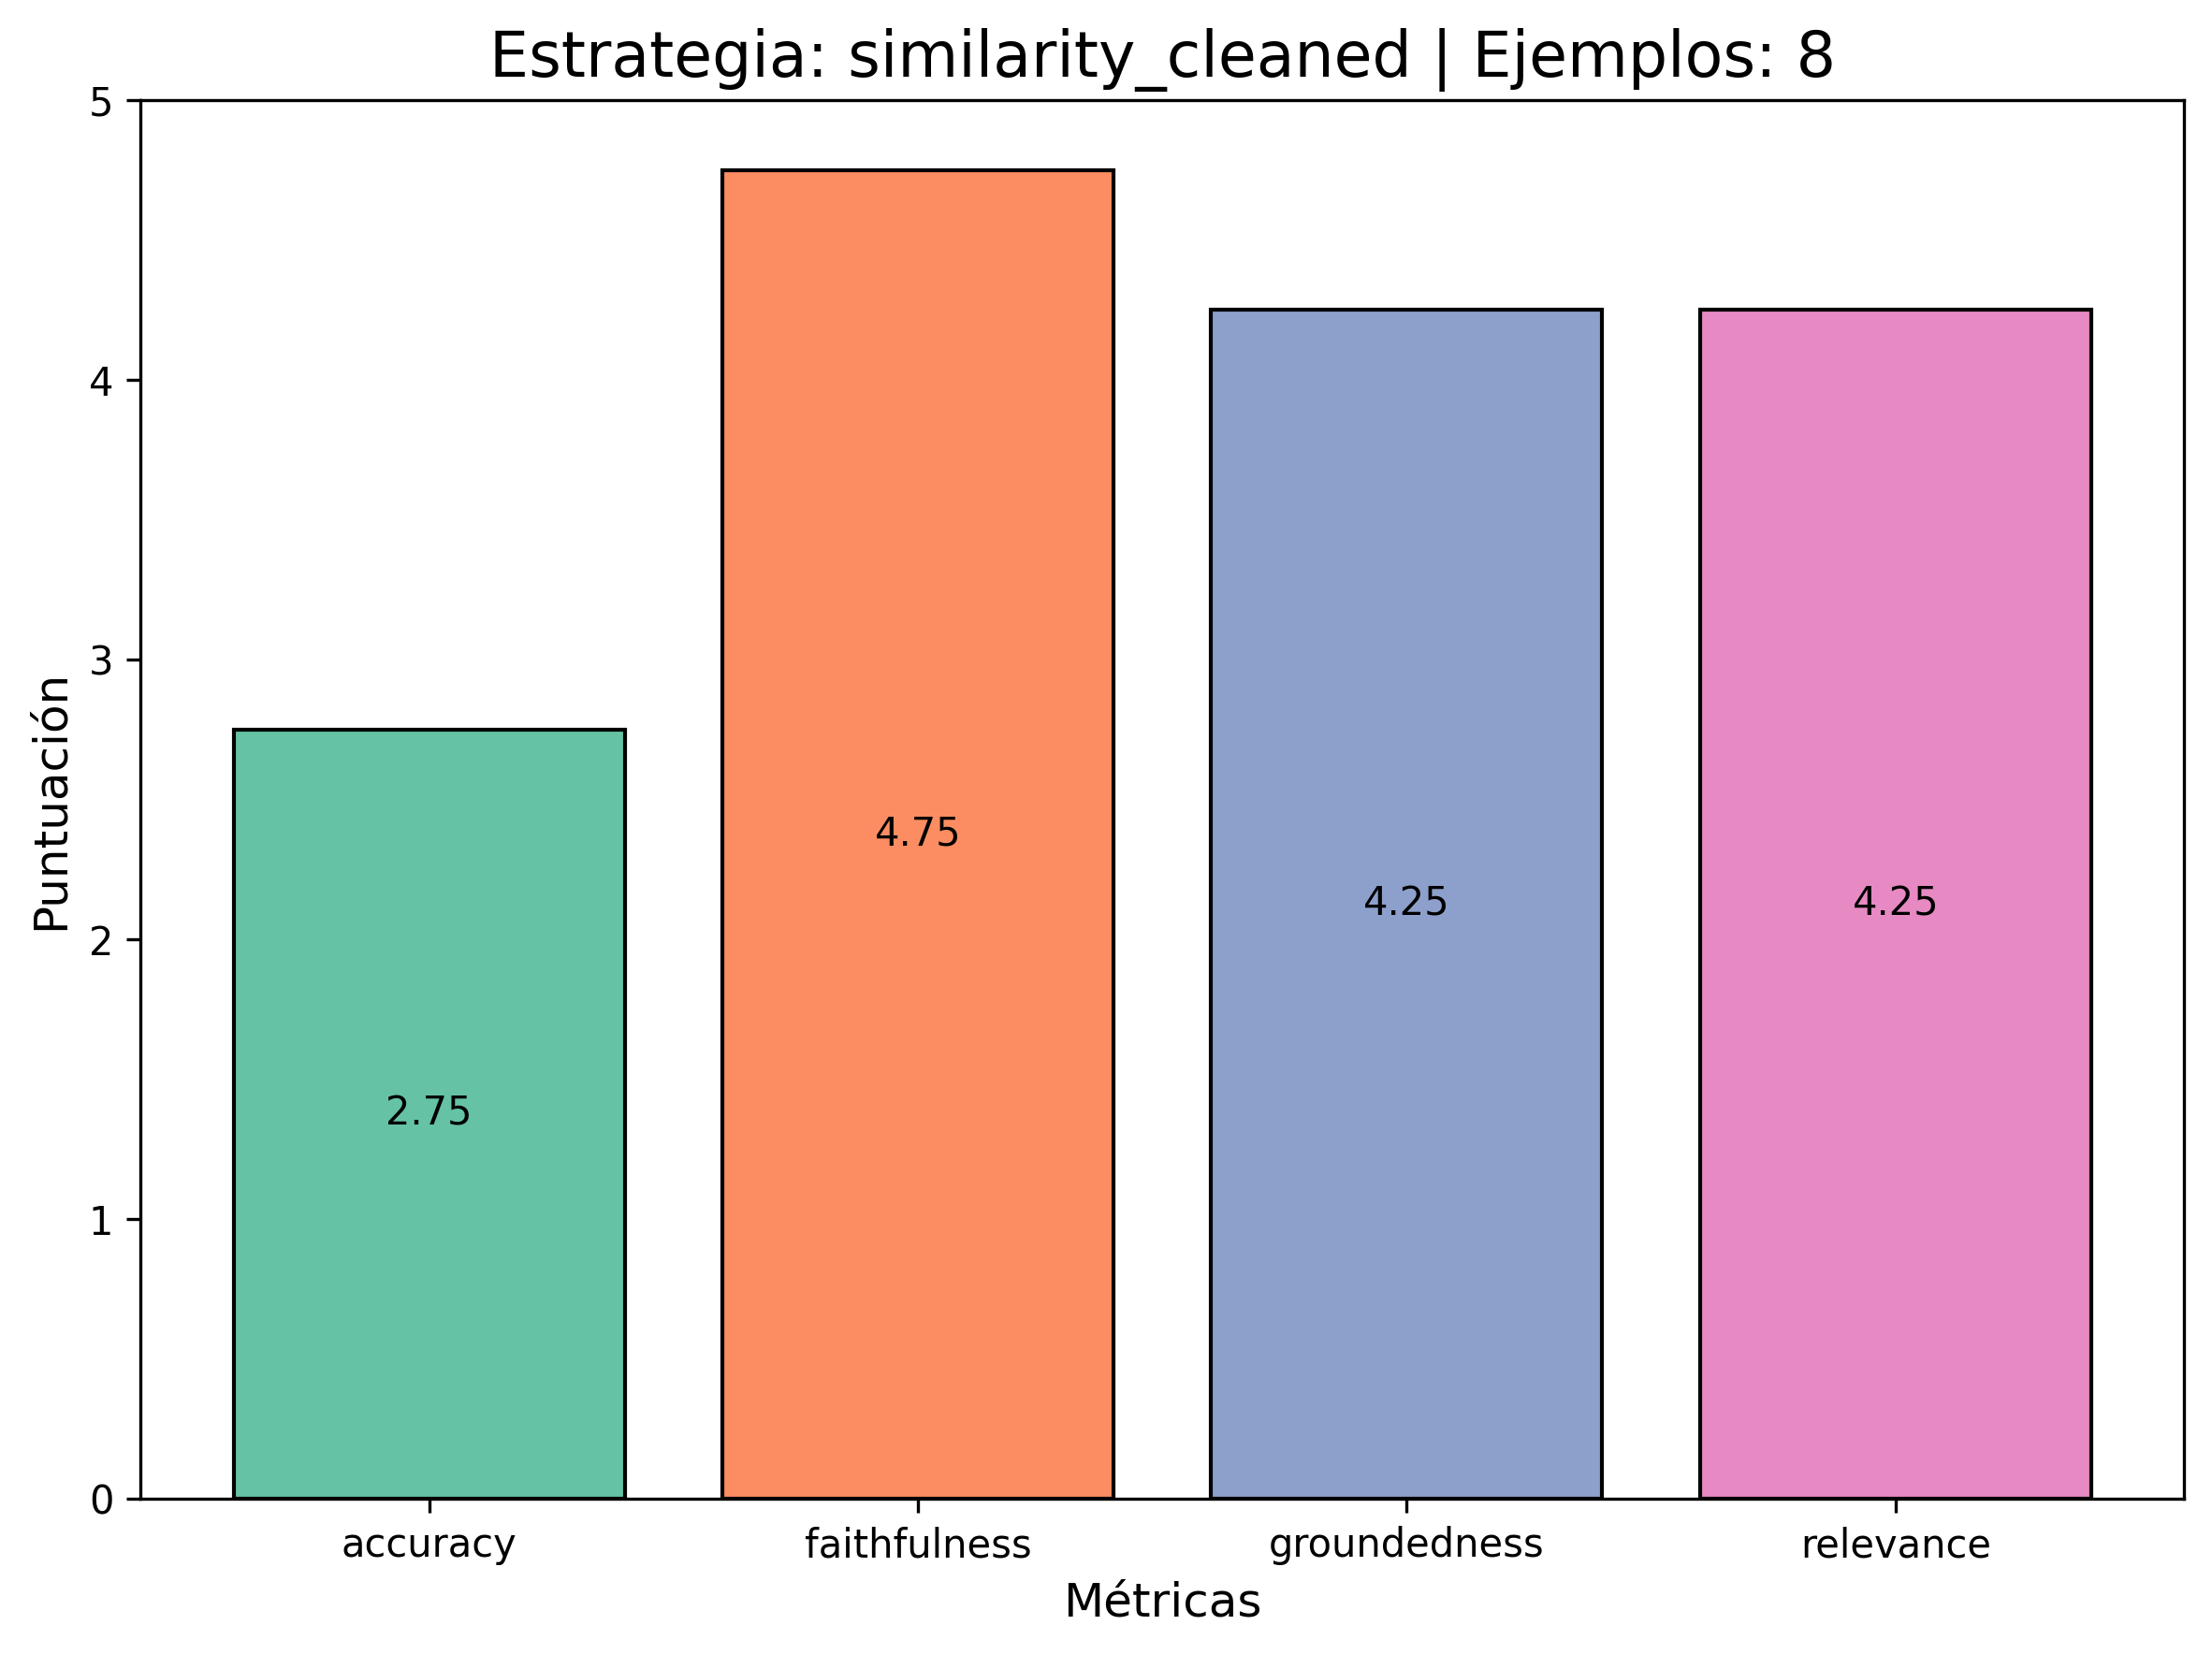 Estrategia: similarity_cleaned | Ejemplos: 8
Puntuación
5
4
3
2
1
0
2.75
4.75
4.25
4.25
accuracy
faithfulness
groundedness
relevance
Métricas